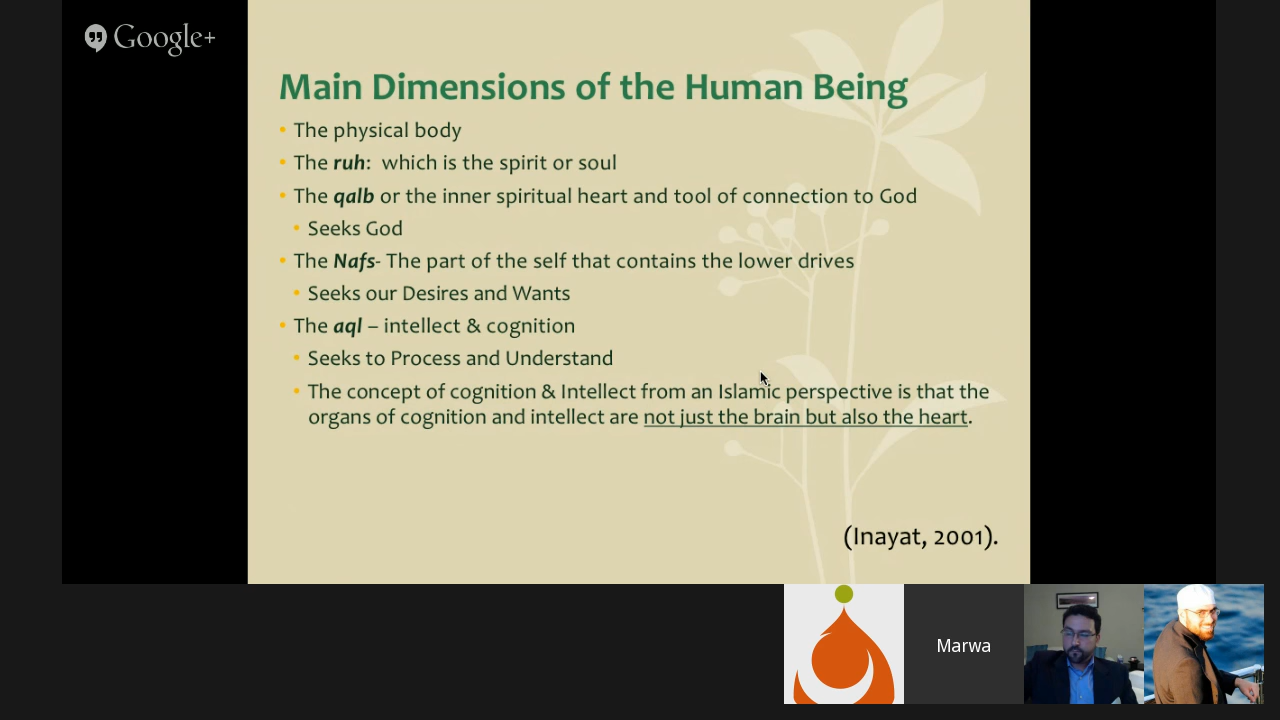 Google+
Main Dimensions of the Human Being
• The physical body
• The ruh:  which is the spirit or soul
• The qalb or the inner spiritual heart and tool of connection to God
• Seeks God
• The Nafs- The part of the self that contains the lower drives
• Seeks our Desires and Wants
• The aql – intellect & cognition
• Seeks to Process and Understand
• The concept of cognition & Intellect from an Islamic perspective is that the
organs of cognition and intellect are not just the brain but also the heart.
(Inayat, 2001).
Marwa